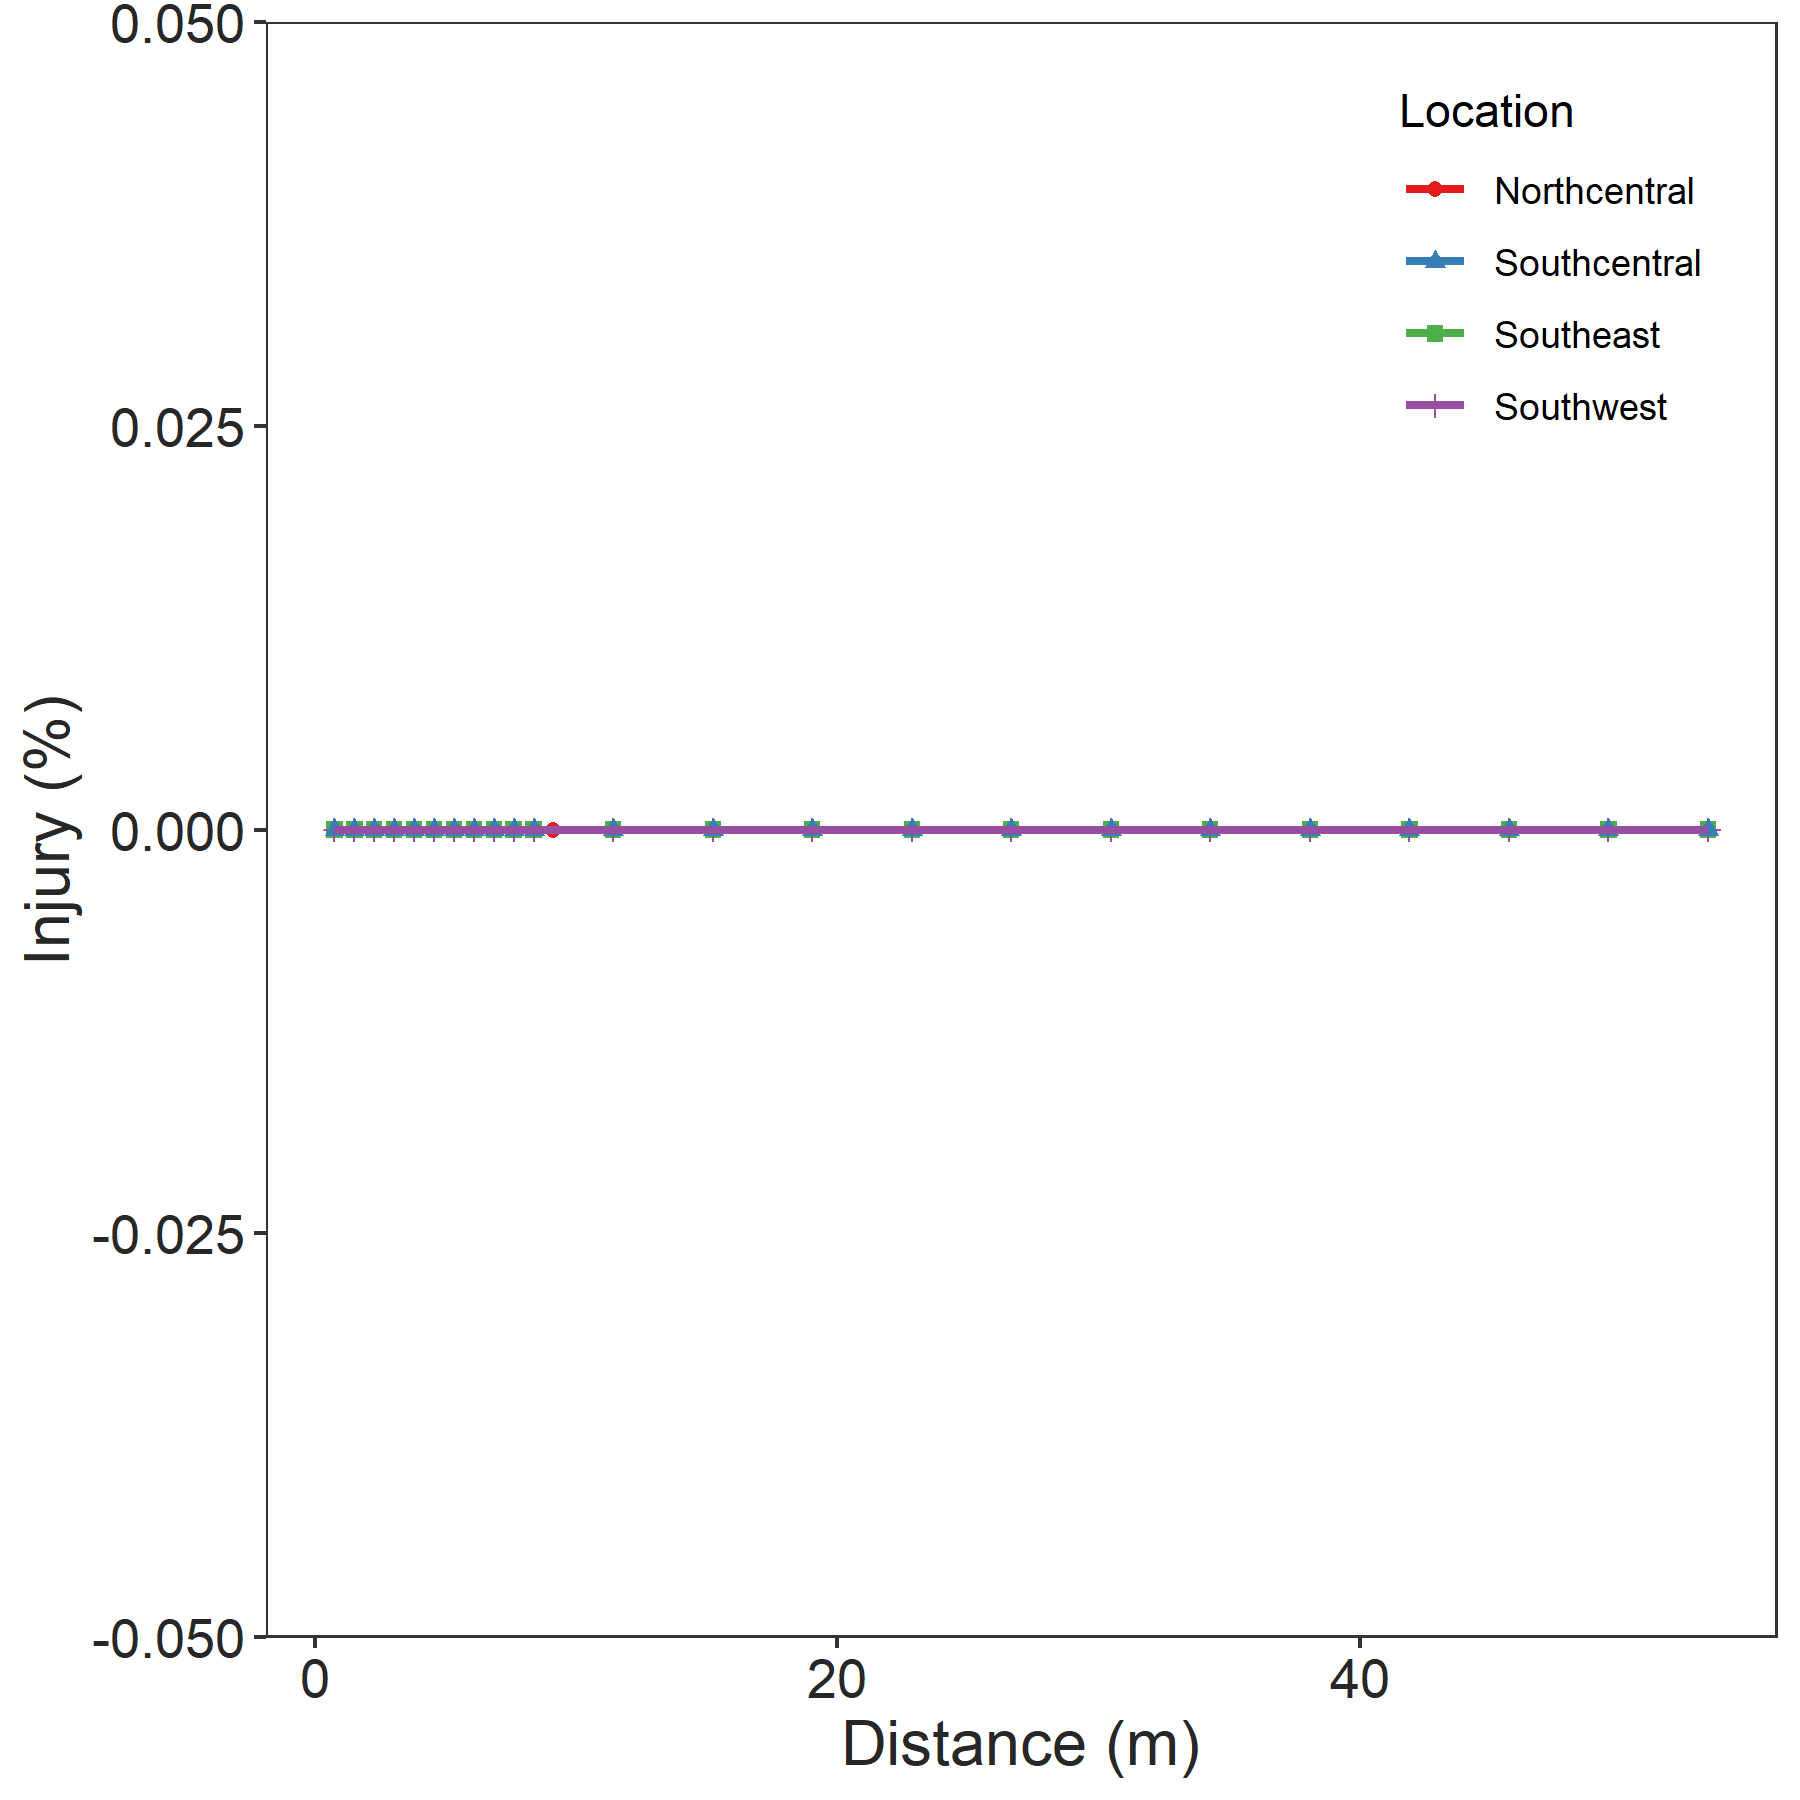 0.050
0.025
0.000
-0.025
-0.050
Injury (%)
Location
Northcentral
Southcentral
Southeast
Southwest
0 20 40
Distance (m)